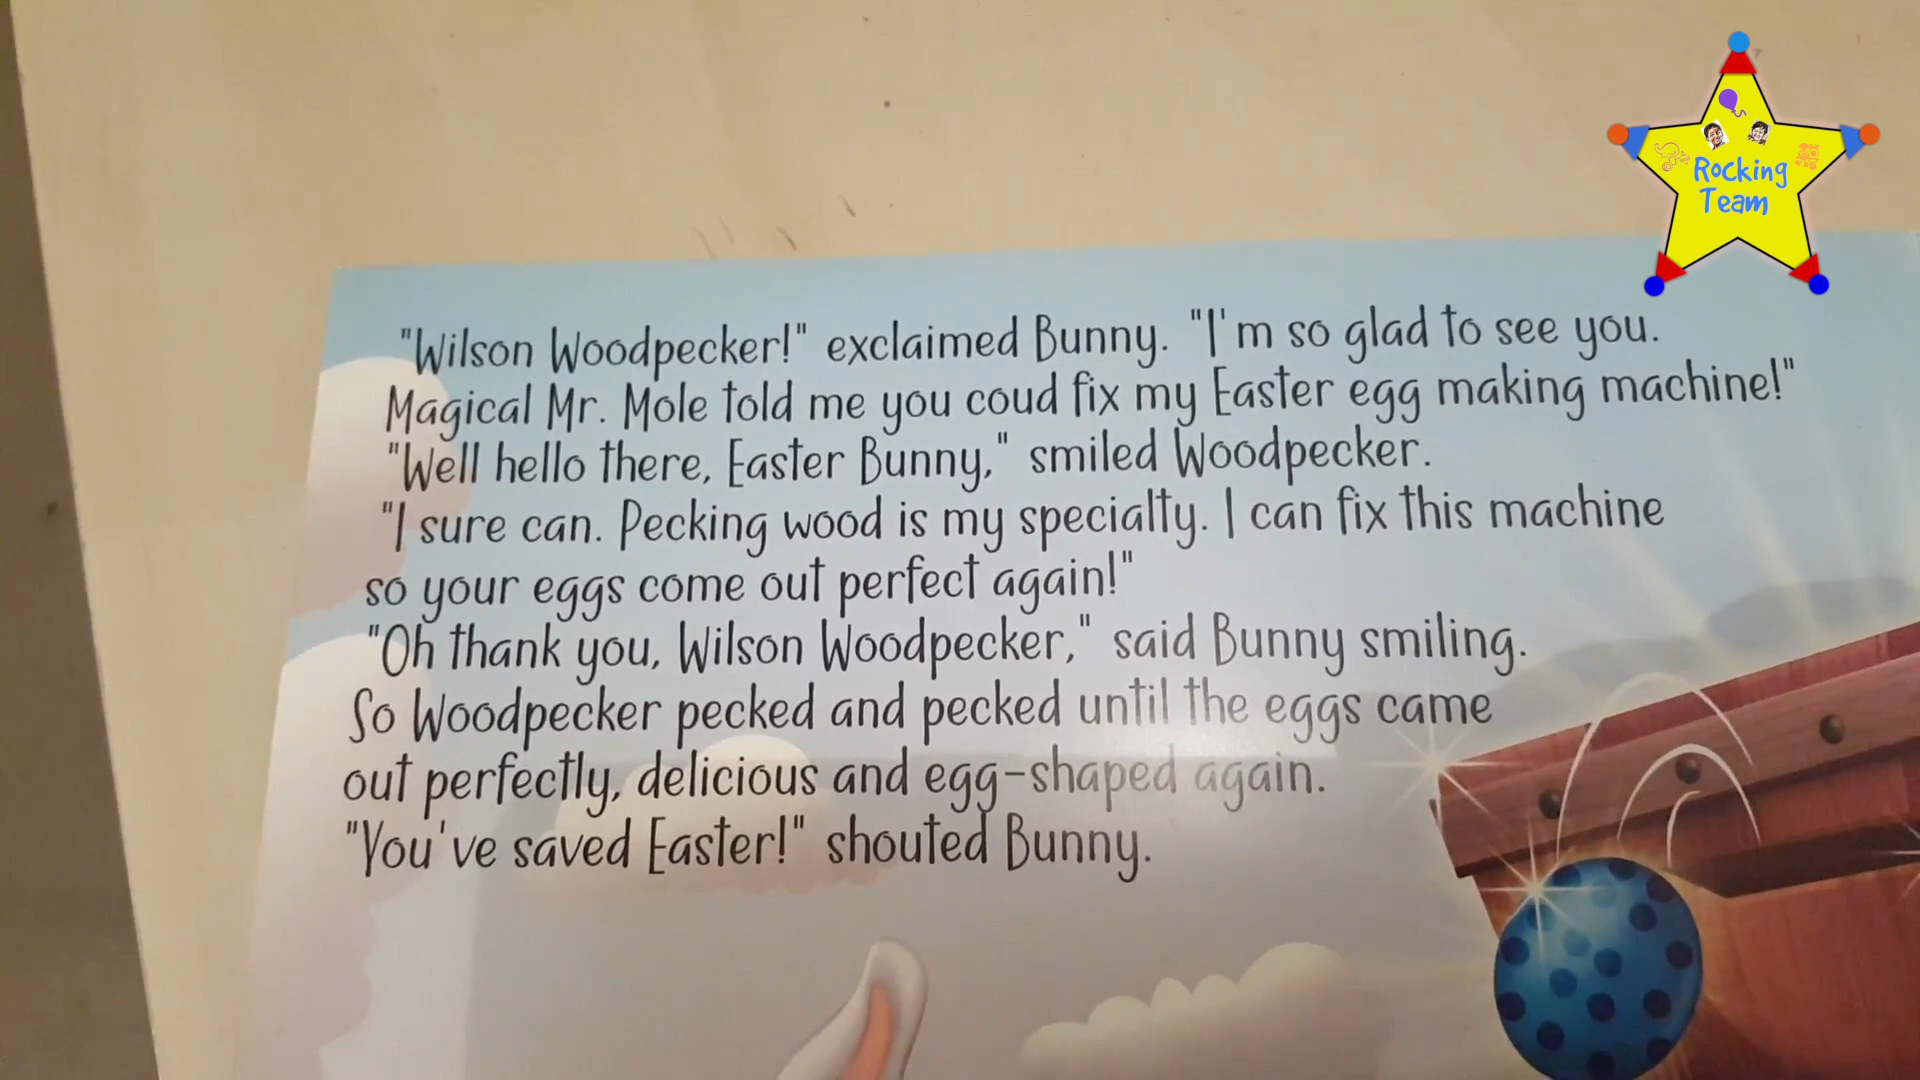 Rocking
Team
"Wilson Woodpecker!" exclaimed Bunny. "I'm so glad to see you.
Magical Mr. Mole told me you coud fix my Easter egg making machine!"
"Well hello there, Easter Bunny," smiled Woodpecker.
"I sure can. Pecking wood is my specialty. I can fix this machine
so your eggs come out perfect again!"
"Oh thank you, Wilson Woodpecker," said Bunny smiling.
So Woodpecker pecked and pecked until the eggs came
out perfectly, delicious and egg-shaped again.
"You've saved Easter!" shouted Bunny.